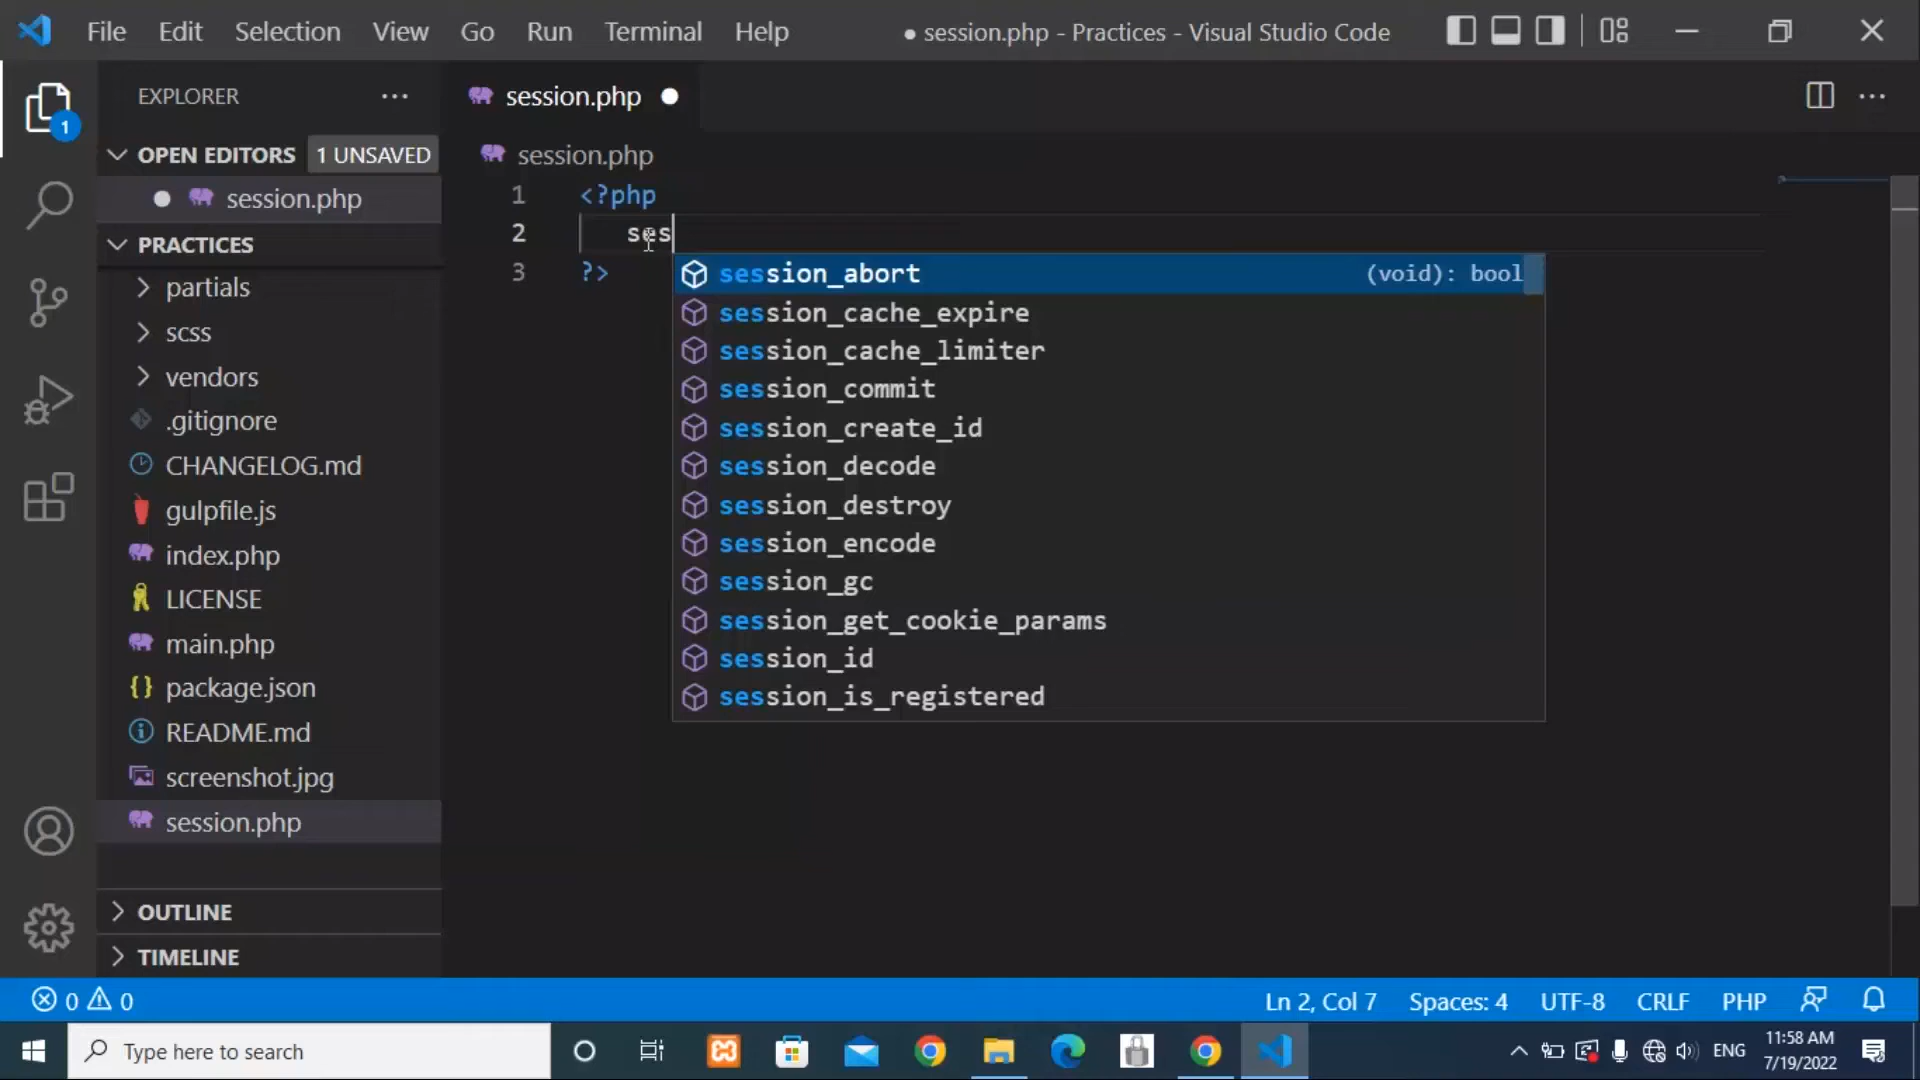 File Edit Selection View Go Run Terminal Help
● session.php - Practices - Visual Studio Code
EXPLORER
OPEN EDITORS 1 UNSAVED
session.php
PRACTICES
partials
scss
vendors
.gitignore
CHANGELOG.md
gulpfile.js
index.php
LICENSE
main.php
package.json
README.md
screenshot.jpg
session.php
OUTLINE
TIMELINE
1
session.php
session.php
1 <?php
2 ses
3 ?>
session_abort (void): bool
session_cache_expire
session_cache_limiter
session_commit
session_create_id
session_decode
session_destroy
session_encode
session_gc
session_get_cookie_params
session_id
session_is_registered
0 0
Ln 2, Col 7 Spaces: 4 UTF-8 CRLF PHP
Type here to search
ENG
11:58 AM
7/19/2022